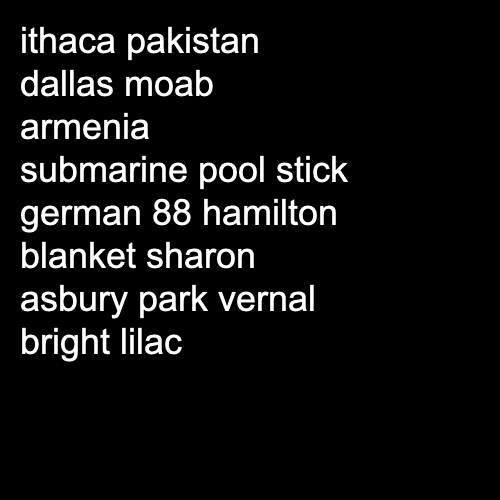 ithaca pakistan
dallas moab
armenia
submarine pool stick
german 88 hamilton
blanket sharon
asbury park vernal
bright lilac